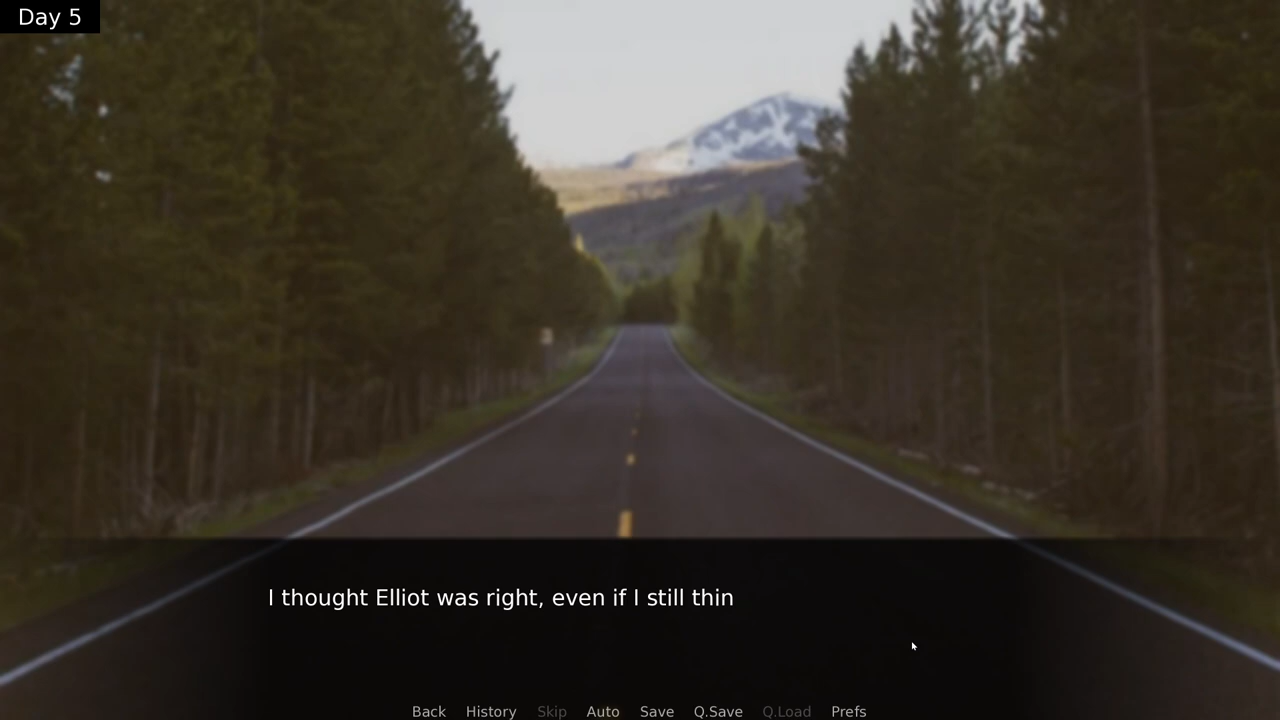 Day 5
I thought Elliot was right, even if I still thin
Back History Skip Auto Save Q.Save Q.Load Prefs